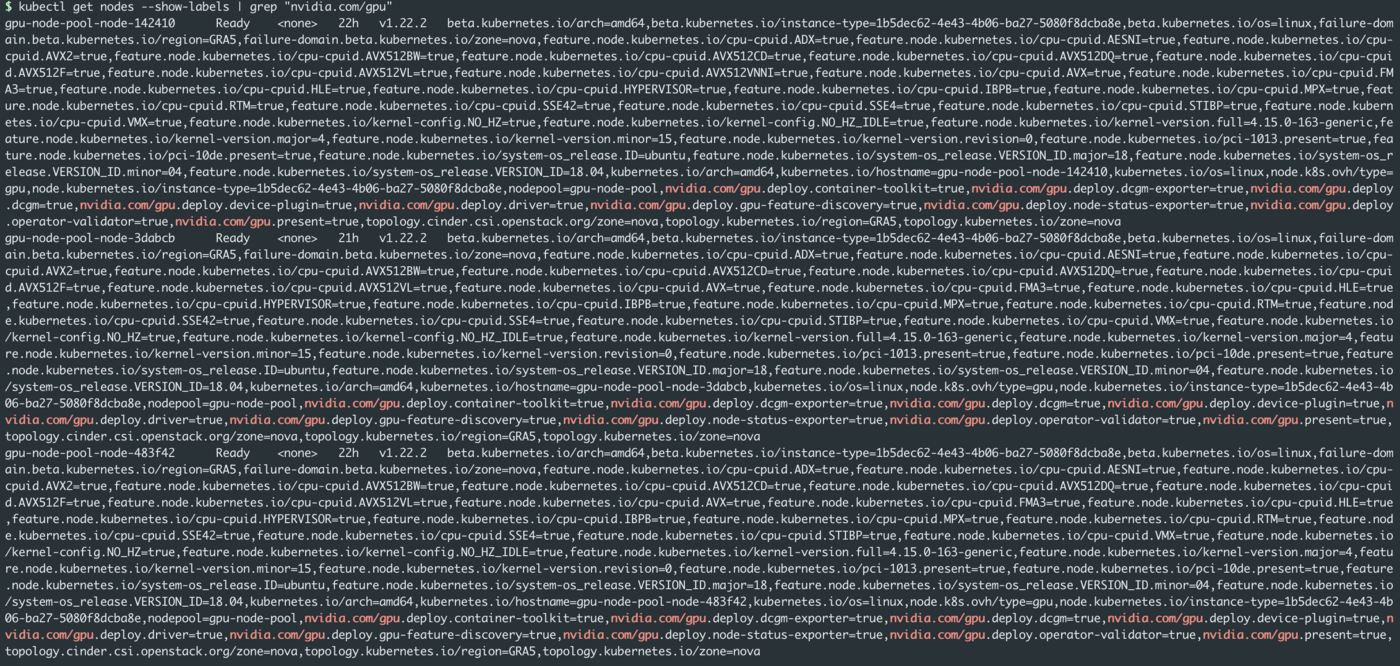 $ kubectl get nodes --show-labels | grep "nvidia.com/gpu"
gpu-node-pool-node-142410      Ready    <none>   22h   v1.22.2   beta.kubernetes.io/arch=amd64,beta.kubernetes.io/instance-type=1b5dec62-4e43-4b06-ba27-5080f8dcba8e,beta.kubernetes.io/os=linux,failure-dom
ain.beta.kubernetes.io/region=GRA5,failure-domain.beta.kubernetes.io/zone=nova,feature.node.kubernetes.io/cpu-cpuid.ADX=true,feature.node.kubernetes.io/cpu-cpuid.AESNI=true,feature.node.kubernetes.io/cpu-
cpuid.AVX2=true,feature.node.kubernetes.io/cpu-cpuid.AVX512BW=true,feature.node.kubernetes.io/cpu-cpuid.AVX512CD=true,feature.node.kubernetes.io/cpu-cpuid.AVX512DQ=true,feature.node.kubernetes.io/cpu-cpui
d.AVX512F=true,feature.node.kubernetes.io/cpu-cpuid.AVX512VL=true,feature.node.kubernetes.io/cpu-cpuid.AVX512VNNI=true,feature.node.kubernetes.io/cpu-cpuid.AVX=true,feature.node.kubernetes.io/cpu-cpuid.FM
A3=true,feature.node.kubernetes.io/cpu-cpuid.HLE=true,feature.node.kubernetes.io/cpu-cpuid.HYPERVISOR=true,feature.node.kubernetes.io/cpu-cpuid.IBPB=true,feature.node.kubernetes.io/cpu-cpuid.MPX=true,feat
ure.node.kubernetes.io/cpu-cpuid.RTM=true,feature.node.kubernetes.io/cpu-cpuid.SSE42=true,feature.node.kubernetes.io/cpu-cpuid.SSE4=true,feature.node.kubernetes.io/cpu-cpuid.STIBP=true,feature.node.kubern
etes.io/cpu-cpuid.VMX=true,feature.node.kubernetes.io/kernel-config.NO_HZ=true,feature.node.kubernetes.io/kernel-config.NO_HZ_IDLE=true,feature.node.kubernetes.io/kernel-version.full=4.15.0-163-generic,fe
ature.node.kubernetes.io/kernel-version.major=4,feature.node.kubernetes.io/kernel-version.minor=15,feature.node.kubernetes.io/kernel-version.revision=0,feature.node.kubernetes.io/pci-1013.present=true,fea
ture.node.kubernetes.io/pci-10de.present=true,feature.node.kubernetes.io/system-os_release.ID=ubuntu,feature.node.kubernetes.io/system-os_release.VERSION_ID.major=18,feature.node.kubernetes.io/system-os_r
elease.VERSION_ID.minor=04,feature.node.kubernetes.io/system-os_release.VERSION_ID=18.04,kubernetes.io/arch=amd64,kubernetes.io/hostname=gpu-node-pool-node-142410,kubernetes.io/os=linux,node.k8s.ovh/type=
gpu,node.kubernetes.io/instance-type=1b5dec62-4e43-4b06-ba27-5080f8dcba8e,nodepool=gpu-node-pool,nvidia.com/gpu.deploy.container-toolkit=true,nvidia.com/gpu.deploy.dcgm-exporter=true,nvidia.com/gpu.deploy
.dcgm=true,nvidia.com/gpu.deploy.device-plugin=true,nvidia.com/gpu.deploy.driver=true,nvidia.com/gpu.deploy.gpu-feature-discovery=true,nvidia.com/gpu.deploy.node-status-exporter=true,nvidia.com/gpu.deploy
.operator-validator=true,nvidia.com/gpu.present=true,topology.cinder.csi.openstack.org/zone=nova,topology.kubernetes.io/region=GRA5,topology.kubernetes.io/zone=nova
gpu-node-pool-node-3dabcb      Ready    <none>   21h   v1.22.2   beta.kubernetes.io/arch=amd64,beta.kubernetes.io/instance-type=1b5dec62-4e43-4b06-ba27-5080f8dcba8e,beta.kubernetes.io/os=linux,failure-dom
ain.beta.kubernetes.io/region=GRA5,failure-domain.beta.kubernetes.io/zone=nova,feature.node.kubernetes.io/cpu-cpuid.ADX=true,feature.node.kubernetes.io/cpu-cpuid.AESNI=true,feature.node.kubernetes.io/cpu-
cpuid.AVX2=true,feature.node.kubernetes.io/cpu-cpuid.AVX512BW=true,feature.node.kubernetes.io/cpu-cpuid.AVX512CD=true,feature.node.kubernetes.io/cpu-cpuid.AVX512DQ=true,feature.node.kubernetes.io/cpu-cpui
d.AVX512F=true,feature.node.kubernetes.io/cpu-cpuid.AVX512VL=true,feature.node.kubernetes.io/cpu-cpuid.AVX=true,feature.node.kubernetes.io/cpu-cpuid.FMA3=true,feature.node.kubernetes.io/cpu-cpuid.HLE=true
,feature.node.kubernetes.io/cpu-cpuid.HYPERVISOR=true,feature.node.kubernetes.io/cpu-cpuid.IBPB=true,feature.node.kubernetes.io/cpu-cpuid.MPX=true,feature.node.kubernetes.io/cpu-cpuid.RTM=true,feature.nod
e.kubernetes.io/cpu-cpuid.SSE42=true,feature.node.kubernetes.io/cpu-cpuid.SSE4=true,feature.node.kubernetes.io/cpu-cpuid.STIBP=true,feature.node.kubernetes.io/cpu-cpuid.VMX=true,feature.node.kubernetes.io
/kernel-config.NO_HZ=true,feature.node.kubernetes.io/kernel-config.NO_HZ_IDLE=true,feature.node.kubernetes.io/kernel-version.full=4.15.0-163-generic,feature.node.kubernetes.io/kernel-version.major=4,featu
re.node.kubernetes.io/kernel-version.minor=15,feature.node.kubernetes.io/kernel-version.revision=0,feature.node.kubernetes.io/pci-1013.present=true,feature.node.kubernetes.io/pci-10de.present=true,feature
.node.kubernetes.io/system-os_release.ID=ubuntu,feature.node.kubernetes.io/system-os_release.VERSION_ID.major=18,feature.node.kubernetes.io/system-os_release.VERSION_ID.minor=04,feature.node.kubernetes.io
/system-os_release.VERSION_ID=18.04,kubernetes.io/arch=amd64,kubernetes.io/hostname=gpu-node-pool-node-3dabcb,kubernetes.io/os=linux,node.k8s.ovh/type=gpu,node.kubernetes.io/instance-type=1b5dec62-4e43-4b
06-ba27-5080f8dcba8e,nodepool=gpu-node-pool,nvidia.com/gpu.deploy.container-toolkit=true,nvidia.com/gpu.deploy.dcgm-exporter=true,nvidia.com/gpu.deploy.dcgm=true,nvidia.com/gpu.deploy.device-plugin=true,n
vidia.com/gpu.deploy.driver=true,nvidia.com/gpu.deploy.gpu-feature-discovery=true,nvidia.com/gpu.deploy.node-status-exporter=true,nvidia.com/gpu.deploy.operator-validator=true,nvidia.com/gpu.present=true,
topology.cinder.csi.openstack.org/zone=nova,topology.kubernetes.io/region=GRA5,topology.kubernetes.io/zone=nova
gpu-node-pool-node-483f42      Ready    <none>   22h   v1.22.2   beta.kubernetes.io/arch=amd64,beta.kubernetes.io/instance-type=1b5dec62-4e43-4b06-ba27-5080f8dcba8e,beta.kubernetes.io/os=linux,failure-dom
ain.beta.kubernetes.io/region=GRA5,failure-domain.beta.kubernetes.io/zone=nova,feature.node.kubernetes.io/cpu-cpuid.ADX=true,feature.node.kubernetes.io/cpu-cpuid.AESNI=true,feature.node.kubernetes.io/cpu-
cpuid.AVX2=true,feature.node.kubernetes.io/cpu-cpuid.AVX512BW=true,feature.node.kubernetes.io/cpu-cpuid.AVX512CD=true,feature.node.kubernetes.io/cpu-cpuid.AVX512DQ=true,feature.node.kubernetes.io/cpu-cpui
d.AVX512F=true,feature.node.kubernetes.io/cpu-cpuid.AVX512VL=true,feature.node.kubernetes.io/cpu-cpuid.AVX=true,feature.node.kubernetes.io/cpu-cpuid.FMA3=true,feature.node.kubernetes.io/cpu-cpuid.HLE=true
,feature.node.kubernetes.io/cpu-cpuid.HYPERVISOR=true,feature.node.kubernetes.io/cpu-cpuid.IBPB=true,feature.node.kubernetes.io/cpu-cpuid.MPX=true,feature.node.kubernetes.io/cpu-cpuid.RTM=true,feature.nod
e.kubernetes.io/cpu-cpuid.SSE42=true,feature.node.kubernetes.io/cpu-cpuid.SSE4=true,feature.node.kubernetes.io/cpu-cpuid.STIBP=true,feature.node.kubernetes.io/cpu-cpuid.VMX=true,feature.node.kubernetes.io
/kernel-config.NO_HZ=true,feature.node.kubernetes.io/kernel-config.NO_HZ_IDLE=true,feature.node.kubernetes.io/kernel-version.full=4.15.0-163-generic,feature.node.kubernetes.io/kernel-version.major=4,featu
re.node.kubernetes.io/kernel-version.minor=15,feature.node.kubernetes.io/kernel-version.revision=0,feature.node.kubernetes.io/pci-1013.present=true,feature.node.kubernetes.io/pci-10de.present=true,feature
.node.kubernetes.io/system-os_release.ID=ubuntu,feature.node.kubernetes.io/system-os_release.VERSION_ID.major=18,feature.node.kubernetes.io/system-os_release.VERSION_ID.minor=04,feature.node.kubernetes.io
/system-os_release.VERSION_ID=18.04,kubernetes.io/arch=amd64,kubernetes.io/hostname=gpu-node-pool-node-483f42,kubernetes.io/os=linux,node.k8s.ovh/type=gpu,node.kubernetes.io/instance-type=1b5dec62-4e43-4b
06-ba27-5080f8dcba8e,nodepool=gpu-node-pool,nvidia.com/gpu.deploy.container-toolkit=true,nvidia.com/gpu.deploy.dcgm-exporter=true,nvidia.com/gpu.deploy.dcgm=true,nvidia.com/gpu.deploy.device-plugin=true,n
vidia.com/gpu.deploy.driver=true,nvidia.com/gpu.deploy.gpu-feature-discovery=true,nvidia.com/gpu.deploy.node-status-exporter=true,nvidia.com/gpu.deploy.operator-validator=true,nvidia.com/gpu.present=true,
topology.cinder.csi.openstack.org/zone=nova,topology.kubernetes.io/region=GRA5,topology.kubernetes.io/zone=nova